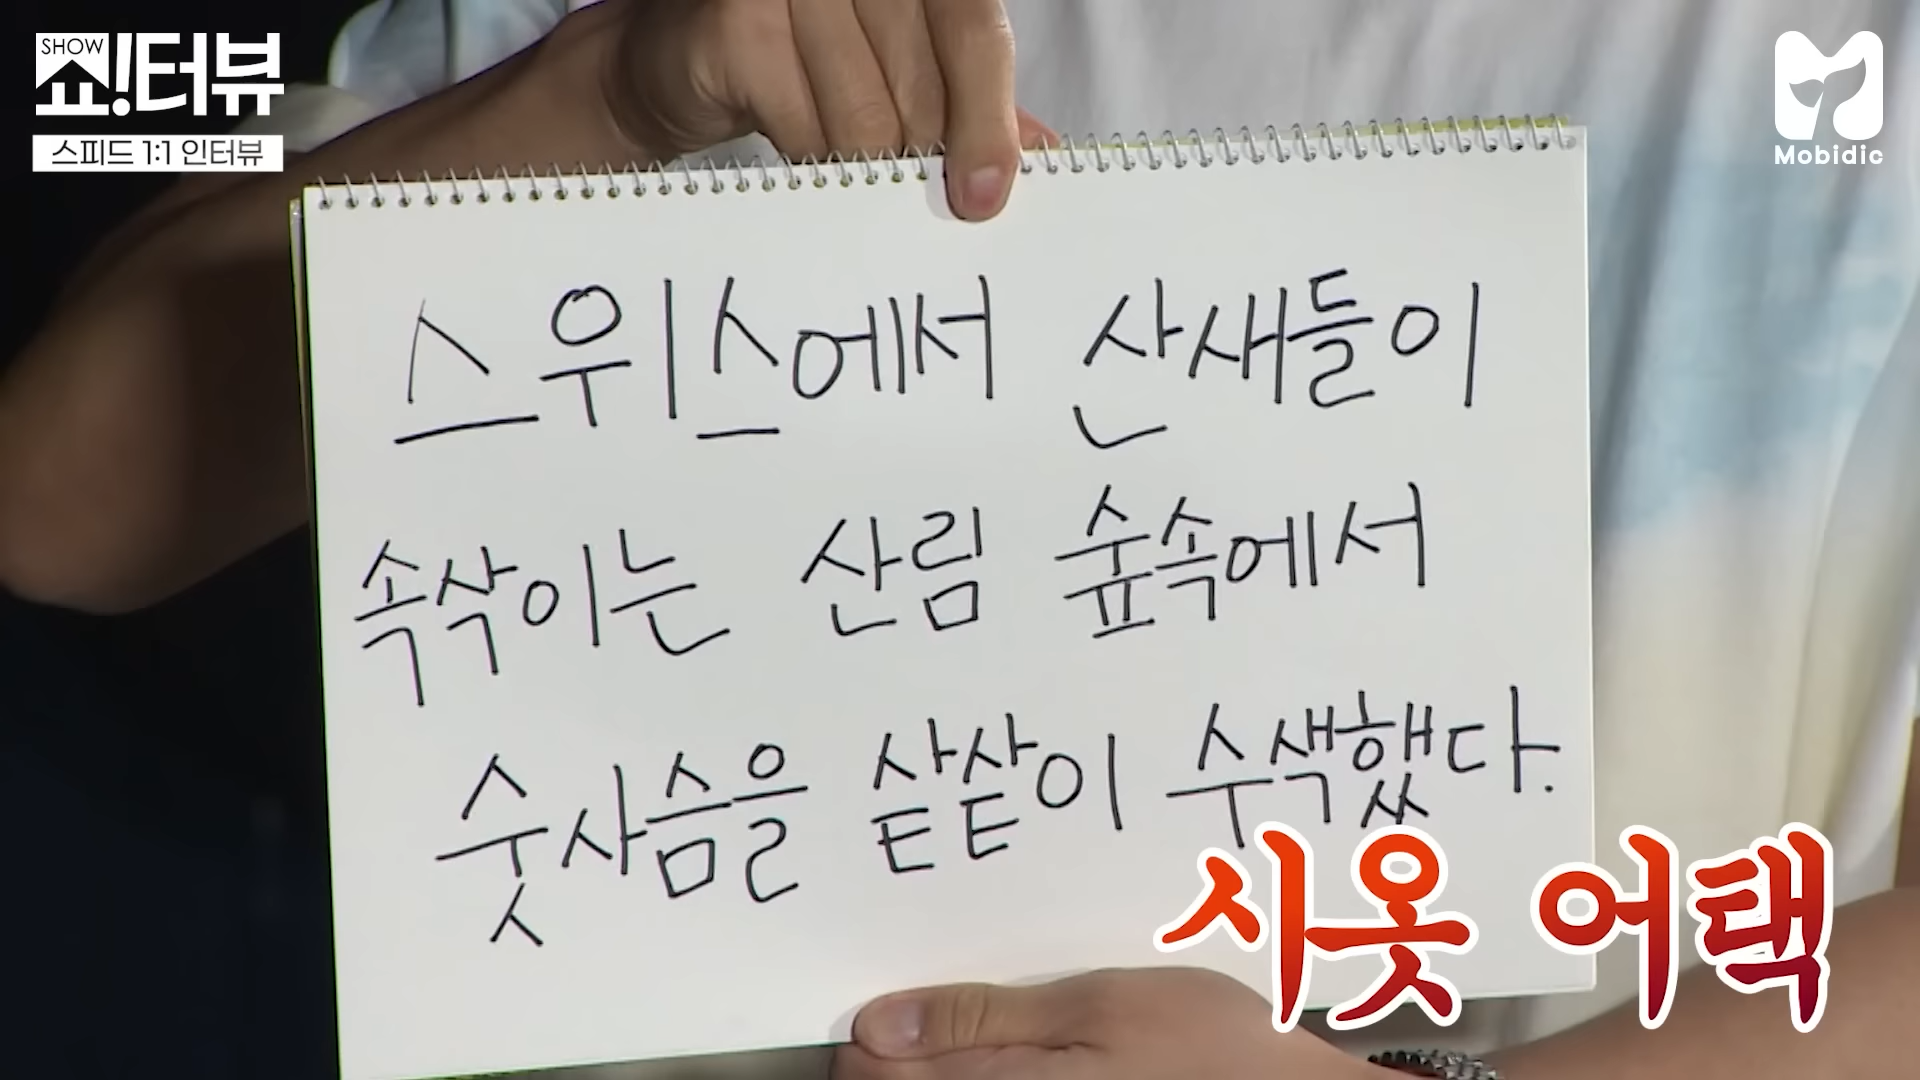 SHOW
쇼!터뷰
스피드 1:1 인터뷰
Mobidic
스위스에서 산새들이
속삭이는 산림 숲속에서
숫사슴을 샅샅이 수색했다.
시옷 어택